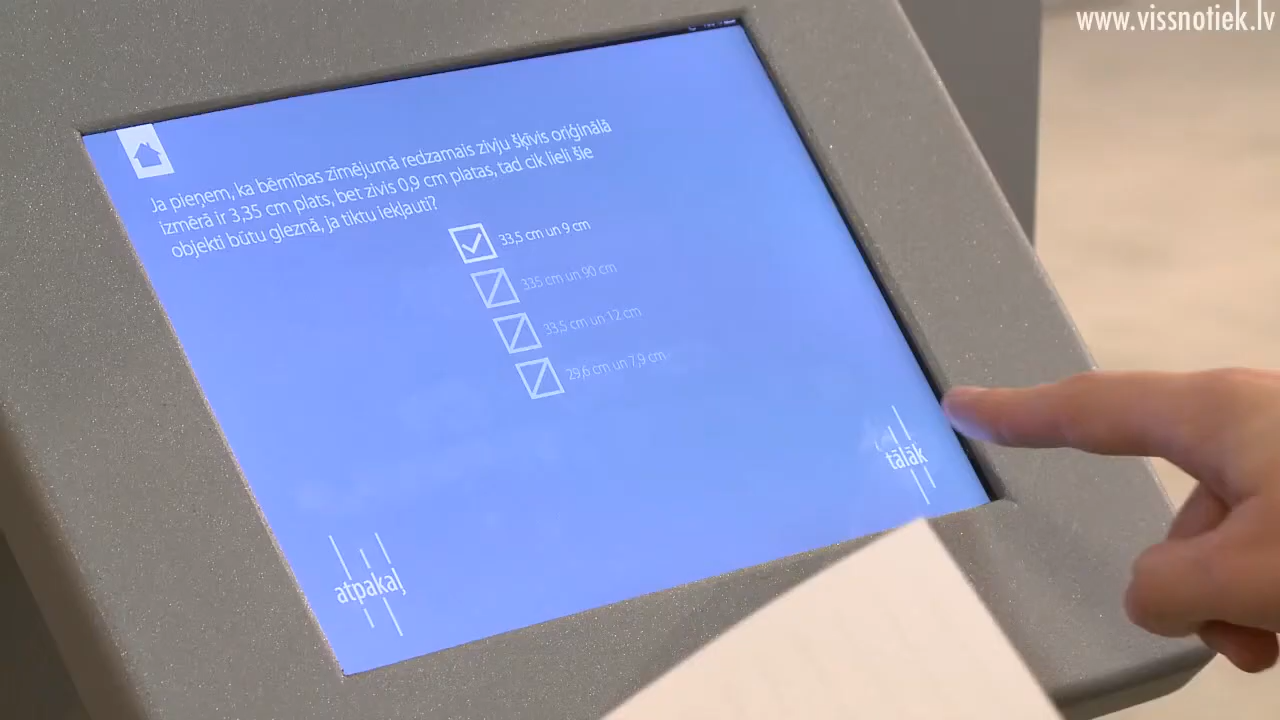 www.vissnotiek.lv
Ja pieņem, ka bērnības zīmējumā redzamais zivju šķīvis oriģinālā
izmērā ir 3,35 cm plats, bet zivis 0,9 cm platas, tad cik lieli šie
objekti būtu gleznā, ja tiktu iekļauti?
33,5 cm un 9 cm
335 cm un 90 cm
33,5 cm un 12 cm
29,6 cm un 7,9 cm
tālāk
atpakaļ